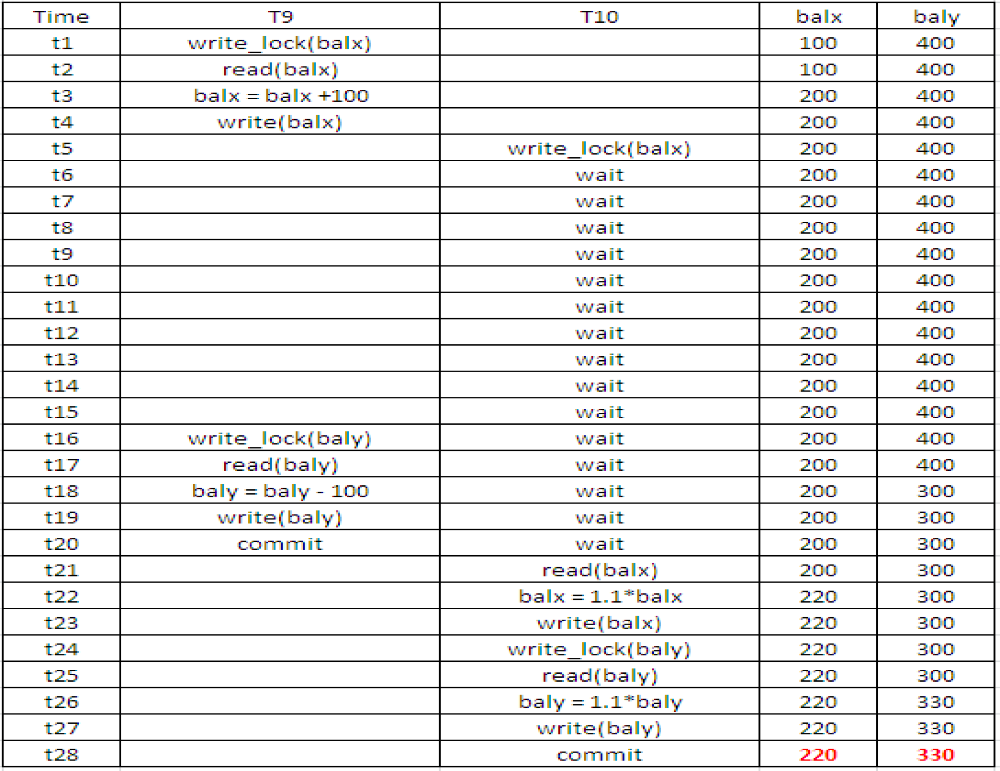 Time T9 T10 balx baly
t1 write_lock(balx) 100 400
t2 read(balx) 100 400
t3 balx = balx +100 200 400
t4 write(balx) 200 400
t5 write_lock(balx) 200 400
t6 wait 200 400
t7 wait 200 400
t8 wait 200 400
t9 wait 200 400
t10 wait 200 400
t11 wait 200 400
t12 wait 200 400
t13 wait 200 400
t14 wait 200 400
t15 wait 200 400
t16 write_lock(baly) wait 200 400
t17 read(baly) wait 200 400
t18 baly = baly - 100 wait 200 300
t19 write(baly) wait 200 300
t20 commit wait 200 300
t21 read(balx) 200 300
t22 balx = 1.1*balx 220 300
t23 write(balx) 220 300
t24 write_lock(baly) 220 300
t25 read(baly) 220 300
t26 baly = 1.1*baly 220 330
t27 write(baly) 220 330
t28 commit 220 330